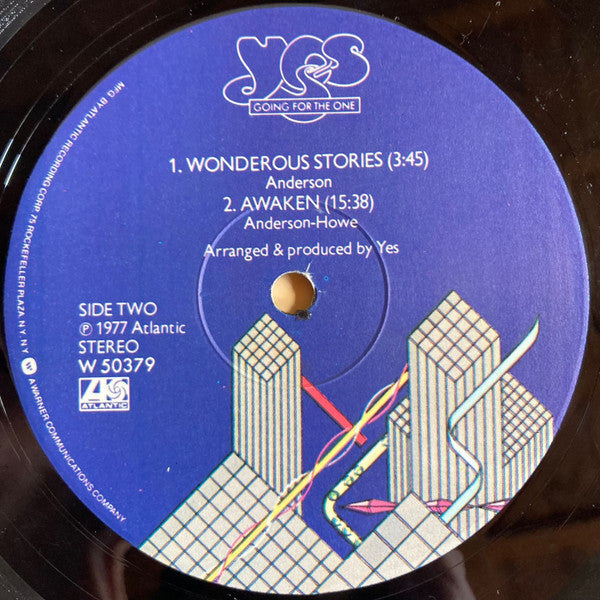 YES
GOING FOR THE ONE
1. WONDEROUS STORIES (3:45)
Anderson
2. AWAKEN (15:38)
Anderson-Howe
Arranged & produced by Yes
SIDE TWO
℗ 1977 Atlantic
STEREO
W 50379
ATLANTIC
MFG. BY ATLANTIC RECORDING CORP. 75 ROCKEFELLER PLAZA N.Y. N.Y. W A WARNER COMMUNICATIONS COMPANY